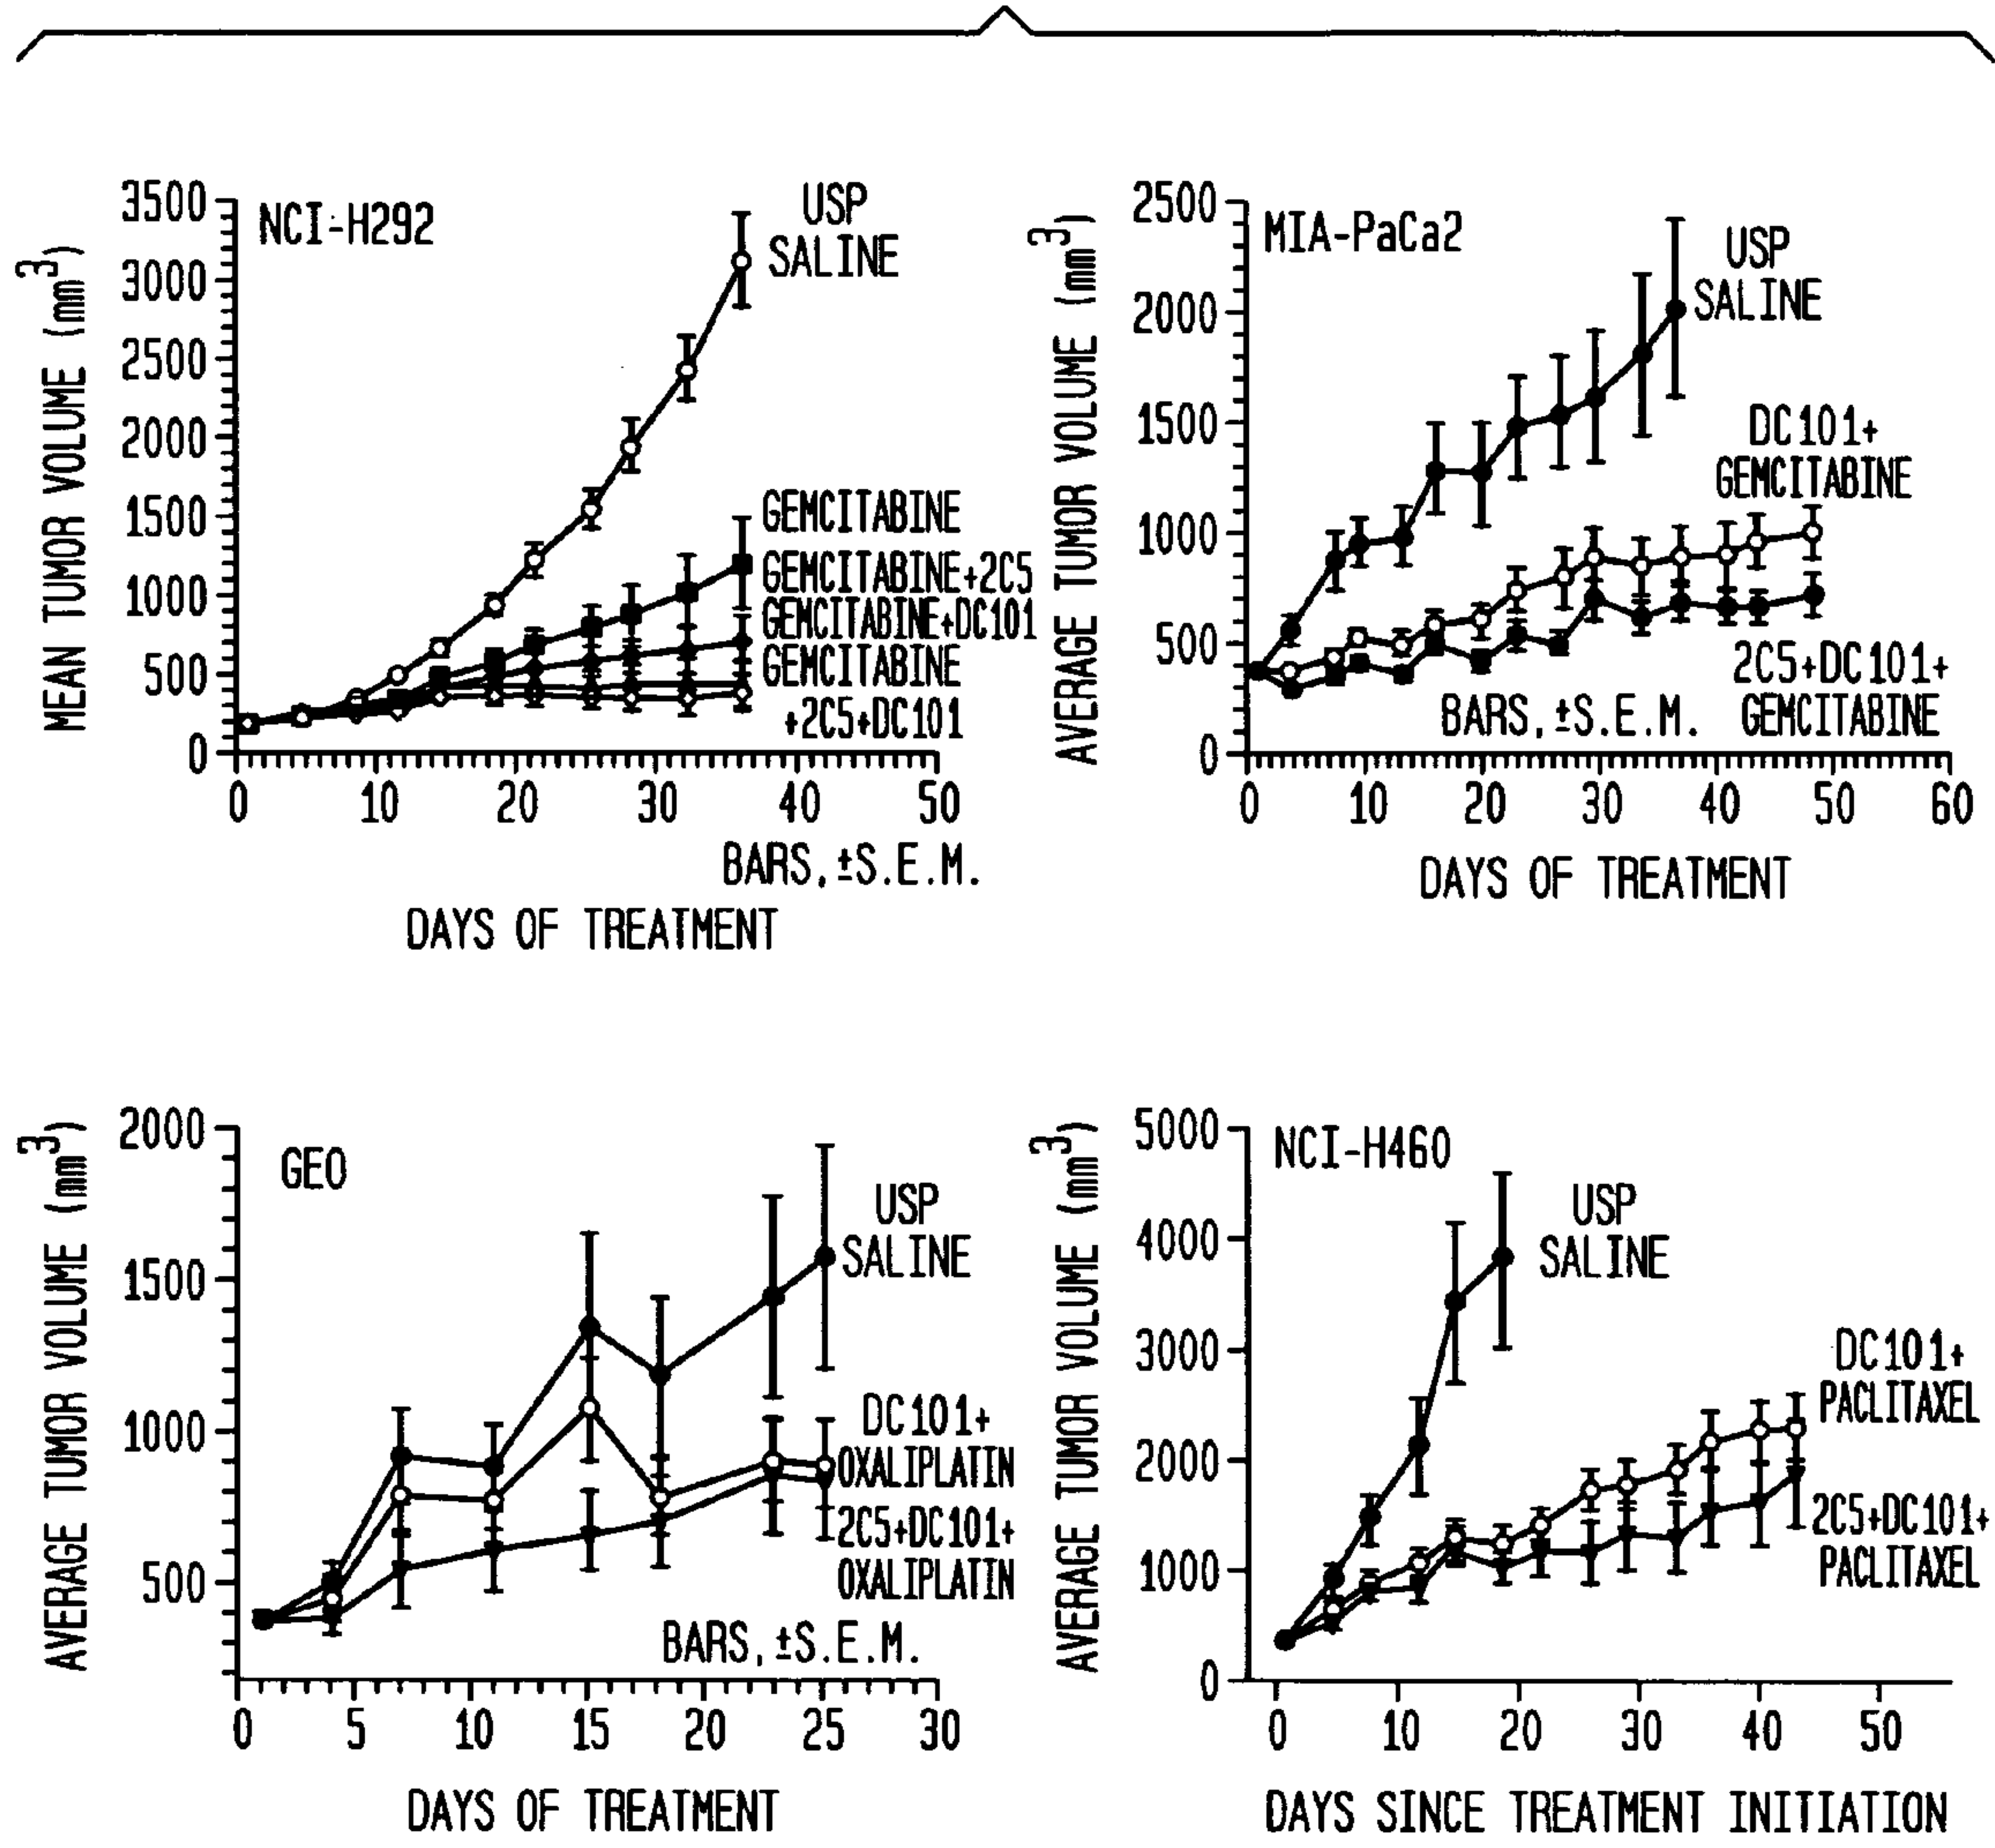 NCI-H292
USP
SALINE
3500
3000
2500
2000
1500
1000
500
0
MEAN TUMOR VOLUME (mm3)
GEMCITABINE
GEMCITABINE+2C5
GEMCITABINE+DC101
GEMCITABINE
+2C5+DC101
0 10 20 30 40 50
BARS, ±S.E.M.
DAYS OF TREATMENT
MIA-PaCa2
USP
SALINE
2500
2000
1500
1000
500
0
AVERAGE TUMOR VOLUME (mm3)
DC101+
GEMCITABINE
2C5+DC101+
GEMCITABINE
BARS, ±S.E.M.
0 10 20 30 40 50 60
DAYS OF TREATMENT
GEO
USP
SALINE
2000
1500
1000
500
AVERAGE TUMOR VOLUME (mm3)
DC101+
OXALIPLATIN
2C5+DC101+
OXALIPLATIN
BARS, ±S.E.M.
0 5 10 15 20 25 30
DAYS OF TREATMENT
NCI-H460
USP
SALINE
5000
4000
3000
2000
1000
0
AVERAGE TUMOR VOLUME (mm3)
DC101+
PACLITAXEL
2C5+DC101+
PACLITAXEL
0 10 20 30 40 50
DAYS SINCE TREATMENT INITIATION